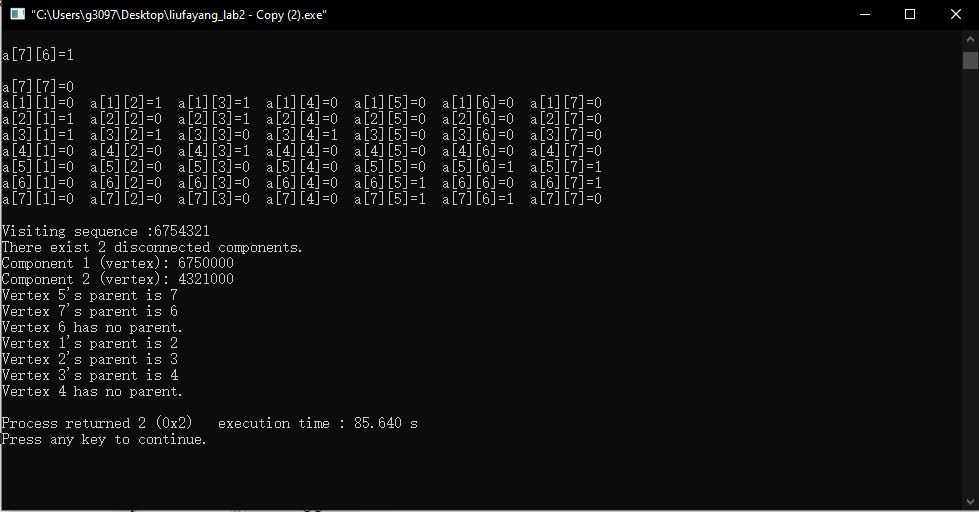 "C:\Users\g3097\Desktop\liufayang_lab2 - Copy (2).exe"
a[7][6]=1
a[7][7]=0
a[1][1]=0 a[1][2]=1 a[1][3]=1 a[1][4]=0 a[1][5]=0 a[1][6]=0 a[1][7]=0
a[2][1]=1 a[2][2]=0 a[2][3]=1 a[2][4]=0 a[2][5]=0 a[2][6]=0 a[2][7]=0
a[3][1]=1 a[3][2]=1 a[3][3]=0 a[3][4]=1 a[3][5]=0 a[3][6]=0 a[3][7]=0
a[4][1]=0 a[4][2]=0 a[4][3]=1 a[4][4]=0 a[4][5]=0 a[4][6]=0 a[4][7]=0
a[5][1]=0 a[5][2]=0 a[5][3]=0 a[5][4]=0 a[5][5]=0 a[5][6]=1 a[5][7]=1
a[6][1]=0 a[6][2]=0 a[6][3]=0 a[6][4]=0 a[6][5]=1 a[6][6]=0 a[6][7]=1
a[7][1]=0 a[7][2]=0 a[7][3]=0 a[7][4]=0 a[7][5]=1 a[7][6]=1 a[7][7]=0
Visiting sequence :6754321
There exist 2 disconnected components.
Component 1 (vertex): 6750000
Component 2 (vertex): 4321000
Vertex 5's parent is 7
Vertex 7's parent is 6
Vertex 6 has no parent.
Vertex 1's parent is 2
Vertex 2's parent is 3
Vertex 3's parent is 4
Vertex 4 has no parent.
Process returned 2 (0x2) execution time : 85.640 s
Press any key to continue.